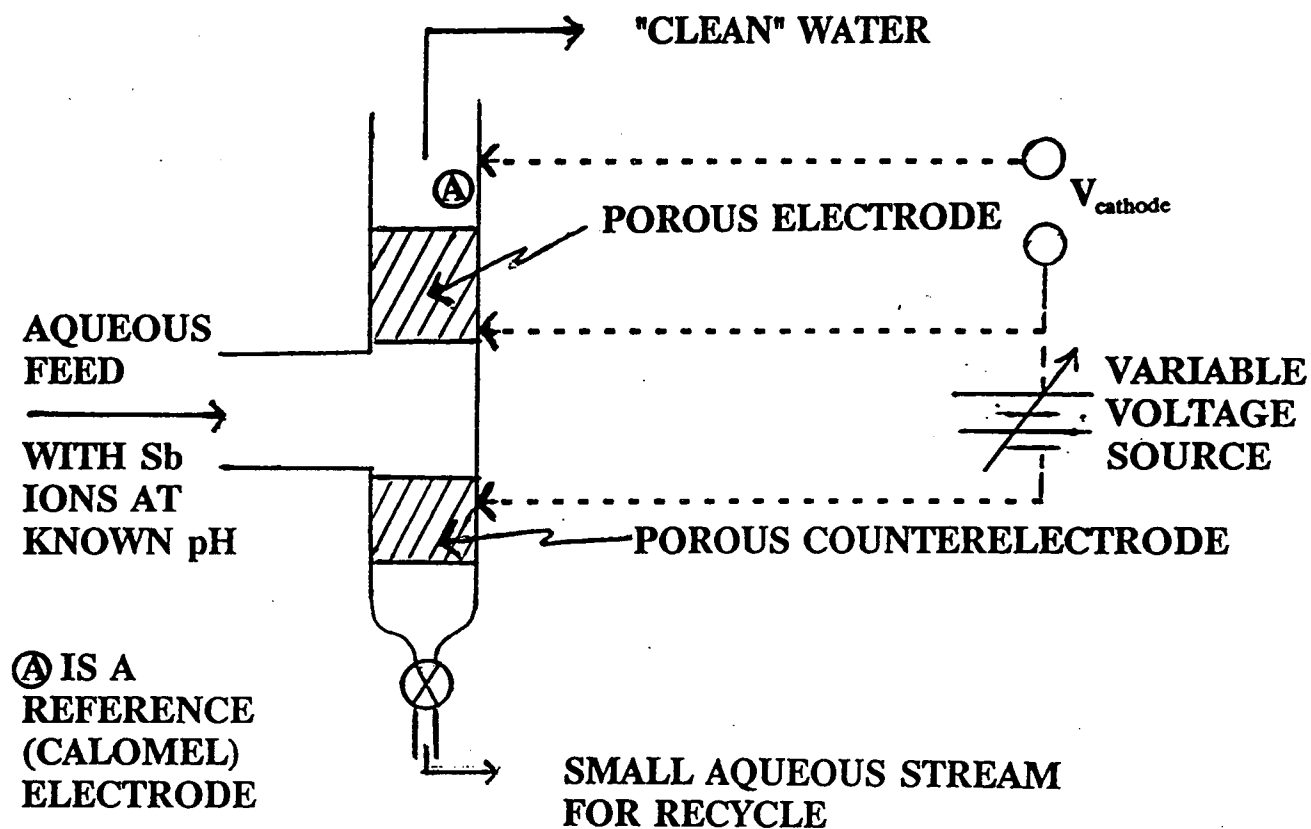 "CLEAN" WATER
A
V cathode
POROUS ELECTRODE
AQUEOUS
FEED
WITH Sb
IONS AT
KNOWN pH
VARIABLE
VOLTAGE
SOURCE
POROUS COUNTERELECTRODE
A IS A
REFERENCE
(CALOMEL)
ELECTRODE
SMALL AQUEOUS STREAM
FOR RECYCLE